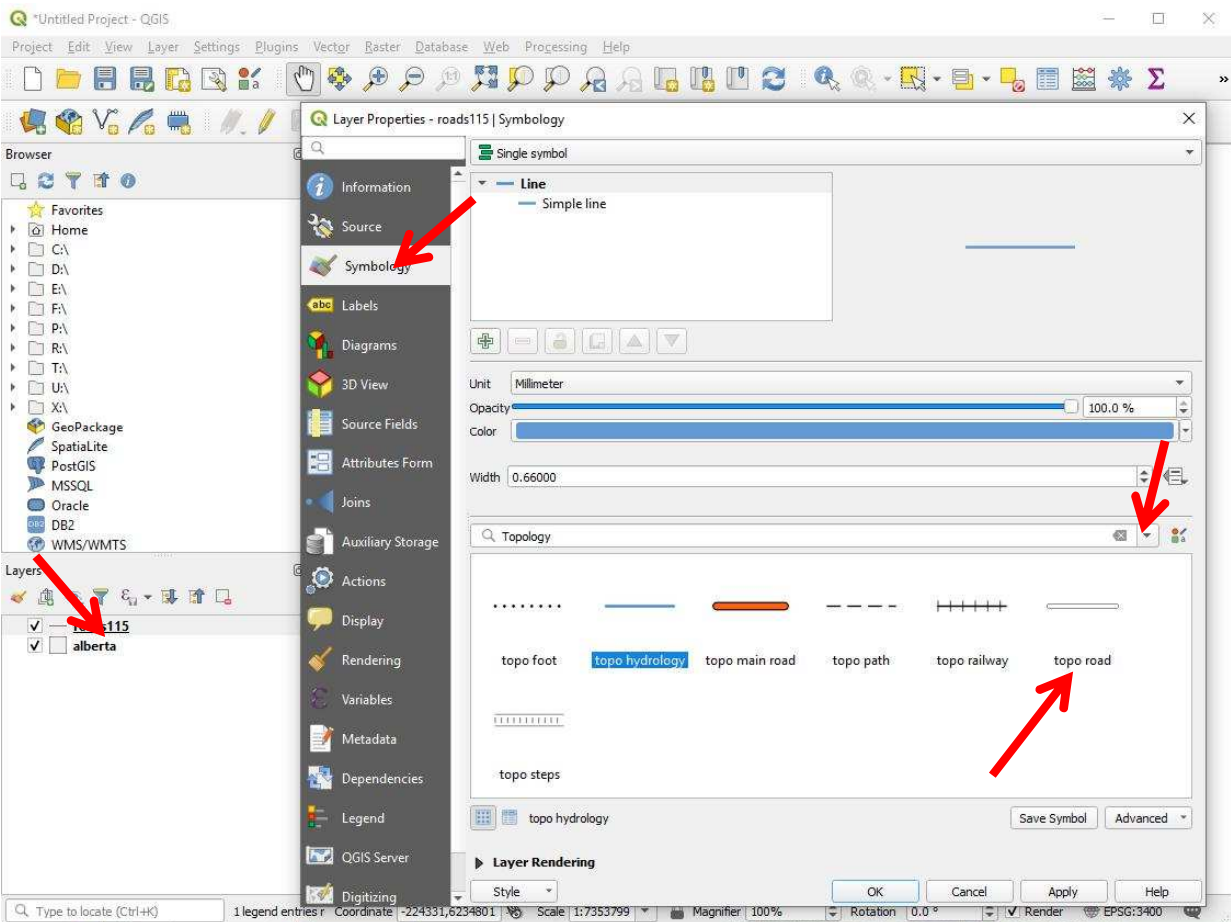 *Untitled Project - QGIS
Project Edit View Layer Settings Plugins Vector Raster Database Web Processing Help
Layer Properties - roads115 | Symbology
Browser
Favorites
Home
C:\
D:\
E:\
F:\
P:\
R:\
T:\
U:\
X:\
GeoPackage
SpatiaLite
PostGIS
MSSQL
Oracle
DB2
WMS/WMTS
Layers
alberta
Information
Source
Symbology
abc Labels
Diagrams
3D View
Source Fields
Attributes Form
Joins
Auxiliary Storage
Actions
Display
Rendering
Variables
Metadata
Dependencies
Legend
QGIS Server
Digitizing
Single symbol
Line
Simple line
Unit Millimeter
Opacity 100.0 %
Color
Width 0.66000
Topology
topo foot topo hydrology topo main road topo path topo railway topo road
topo steps
topo hydrology Save Symbol Advanced
Layer Rendering
Style OK Cancel Apply Help
Type to locate (Ctrl+K) 1 legend entries r Coordinate -224331,6234801 Scale 1:7353799 Magnifier 100% Rotation 0.0 ° Render EPSG:3400